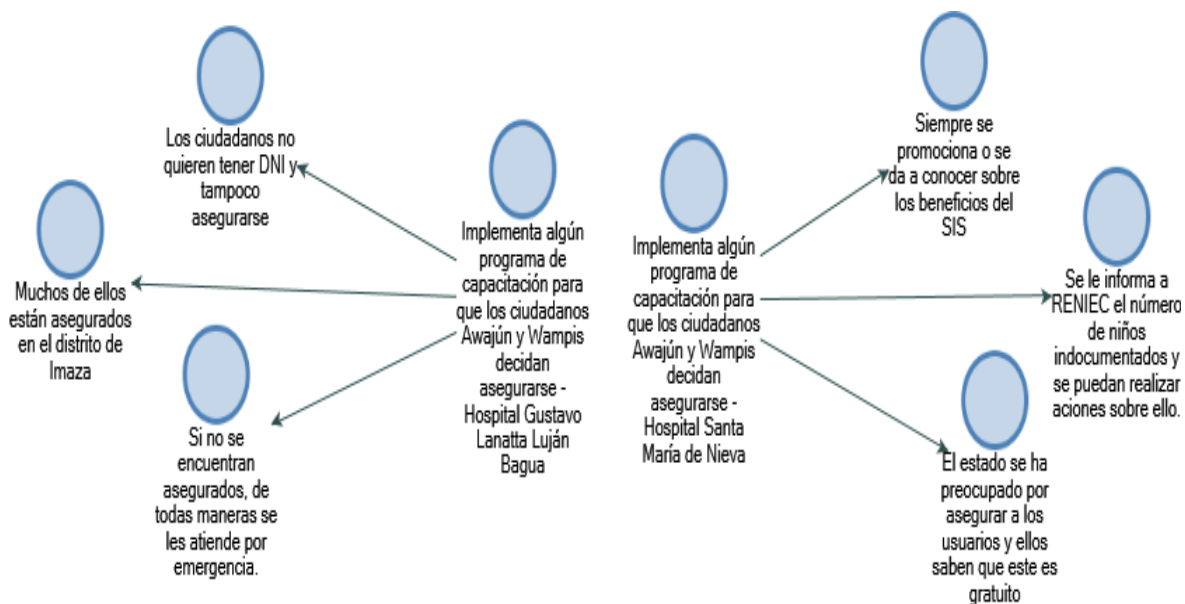 Los ciudadanos no
quieren tener DNI y
tampoco
asegurarse
Muchos de ellos
están asegurados
en el distrito de
Imaza
Si no se
encuentran
asegurados, de
todas maneras se
les atiende por
emergencia.
Implementa algún
programa de
capacitación para
que los ciudadanos
Awajún y Wampis
decidan
asegurarse -
Hospital Gustavo
Lanatta Luján
Bagua
Implementa algún
programa de
capacitación para
que los ciudadanos
Awajún y Wampis
decidan
asegurarse -
Hospital Santa
María de Nieva
Siempre se
promociona o se
da a conocer sobre
los beneficios del
SIS
Se le informa a
RENIEC el número
de niños
indocumentados y
se puedan realizar
aciones sobre ello.
El estado se ha
preocupado por
asegurar a los
usuarios y ellos
saben que este es
gratuito